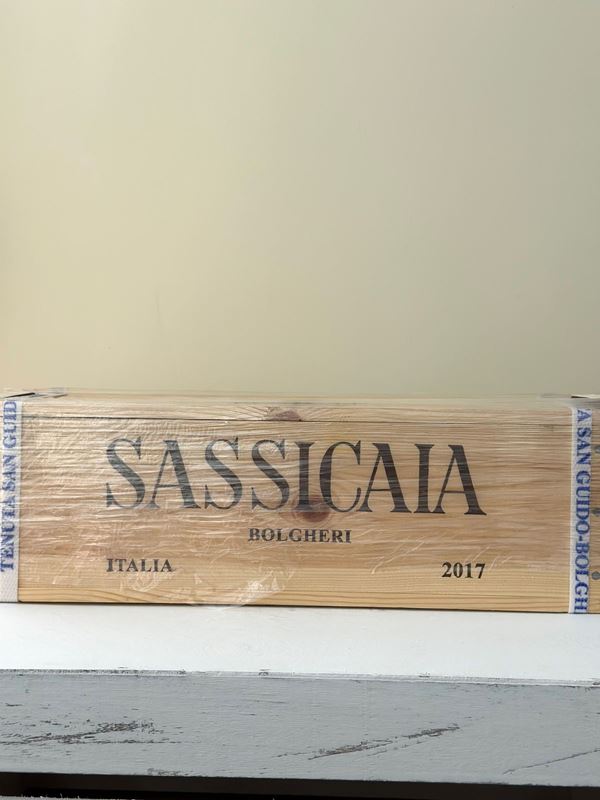 SASSICAIA
BOLGHERI
ITALIA
2017
TENUTA SAN GUID
A SAN GUIDO-BOLGH